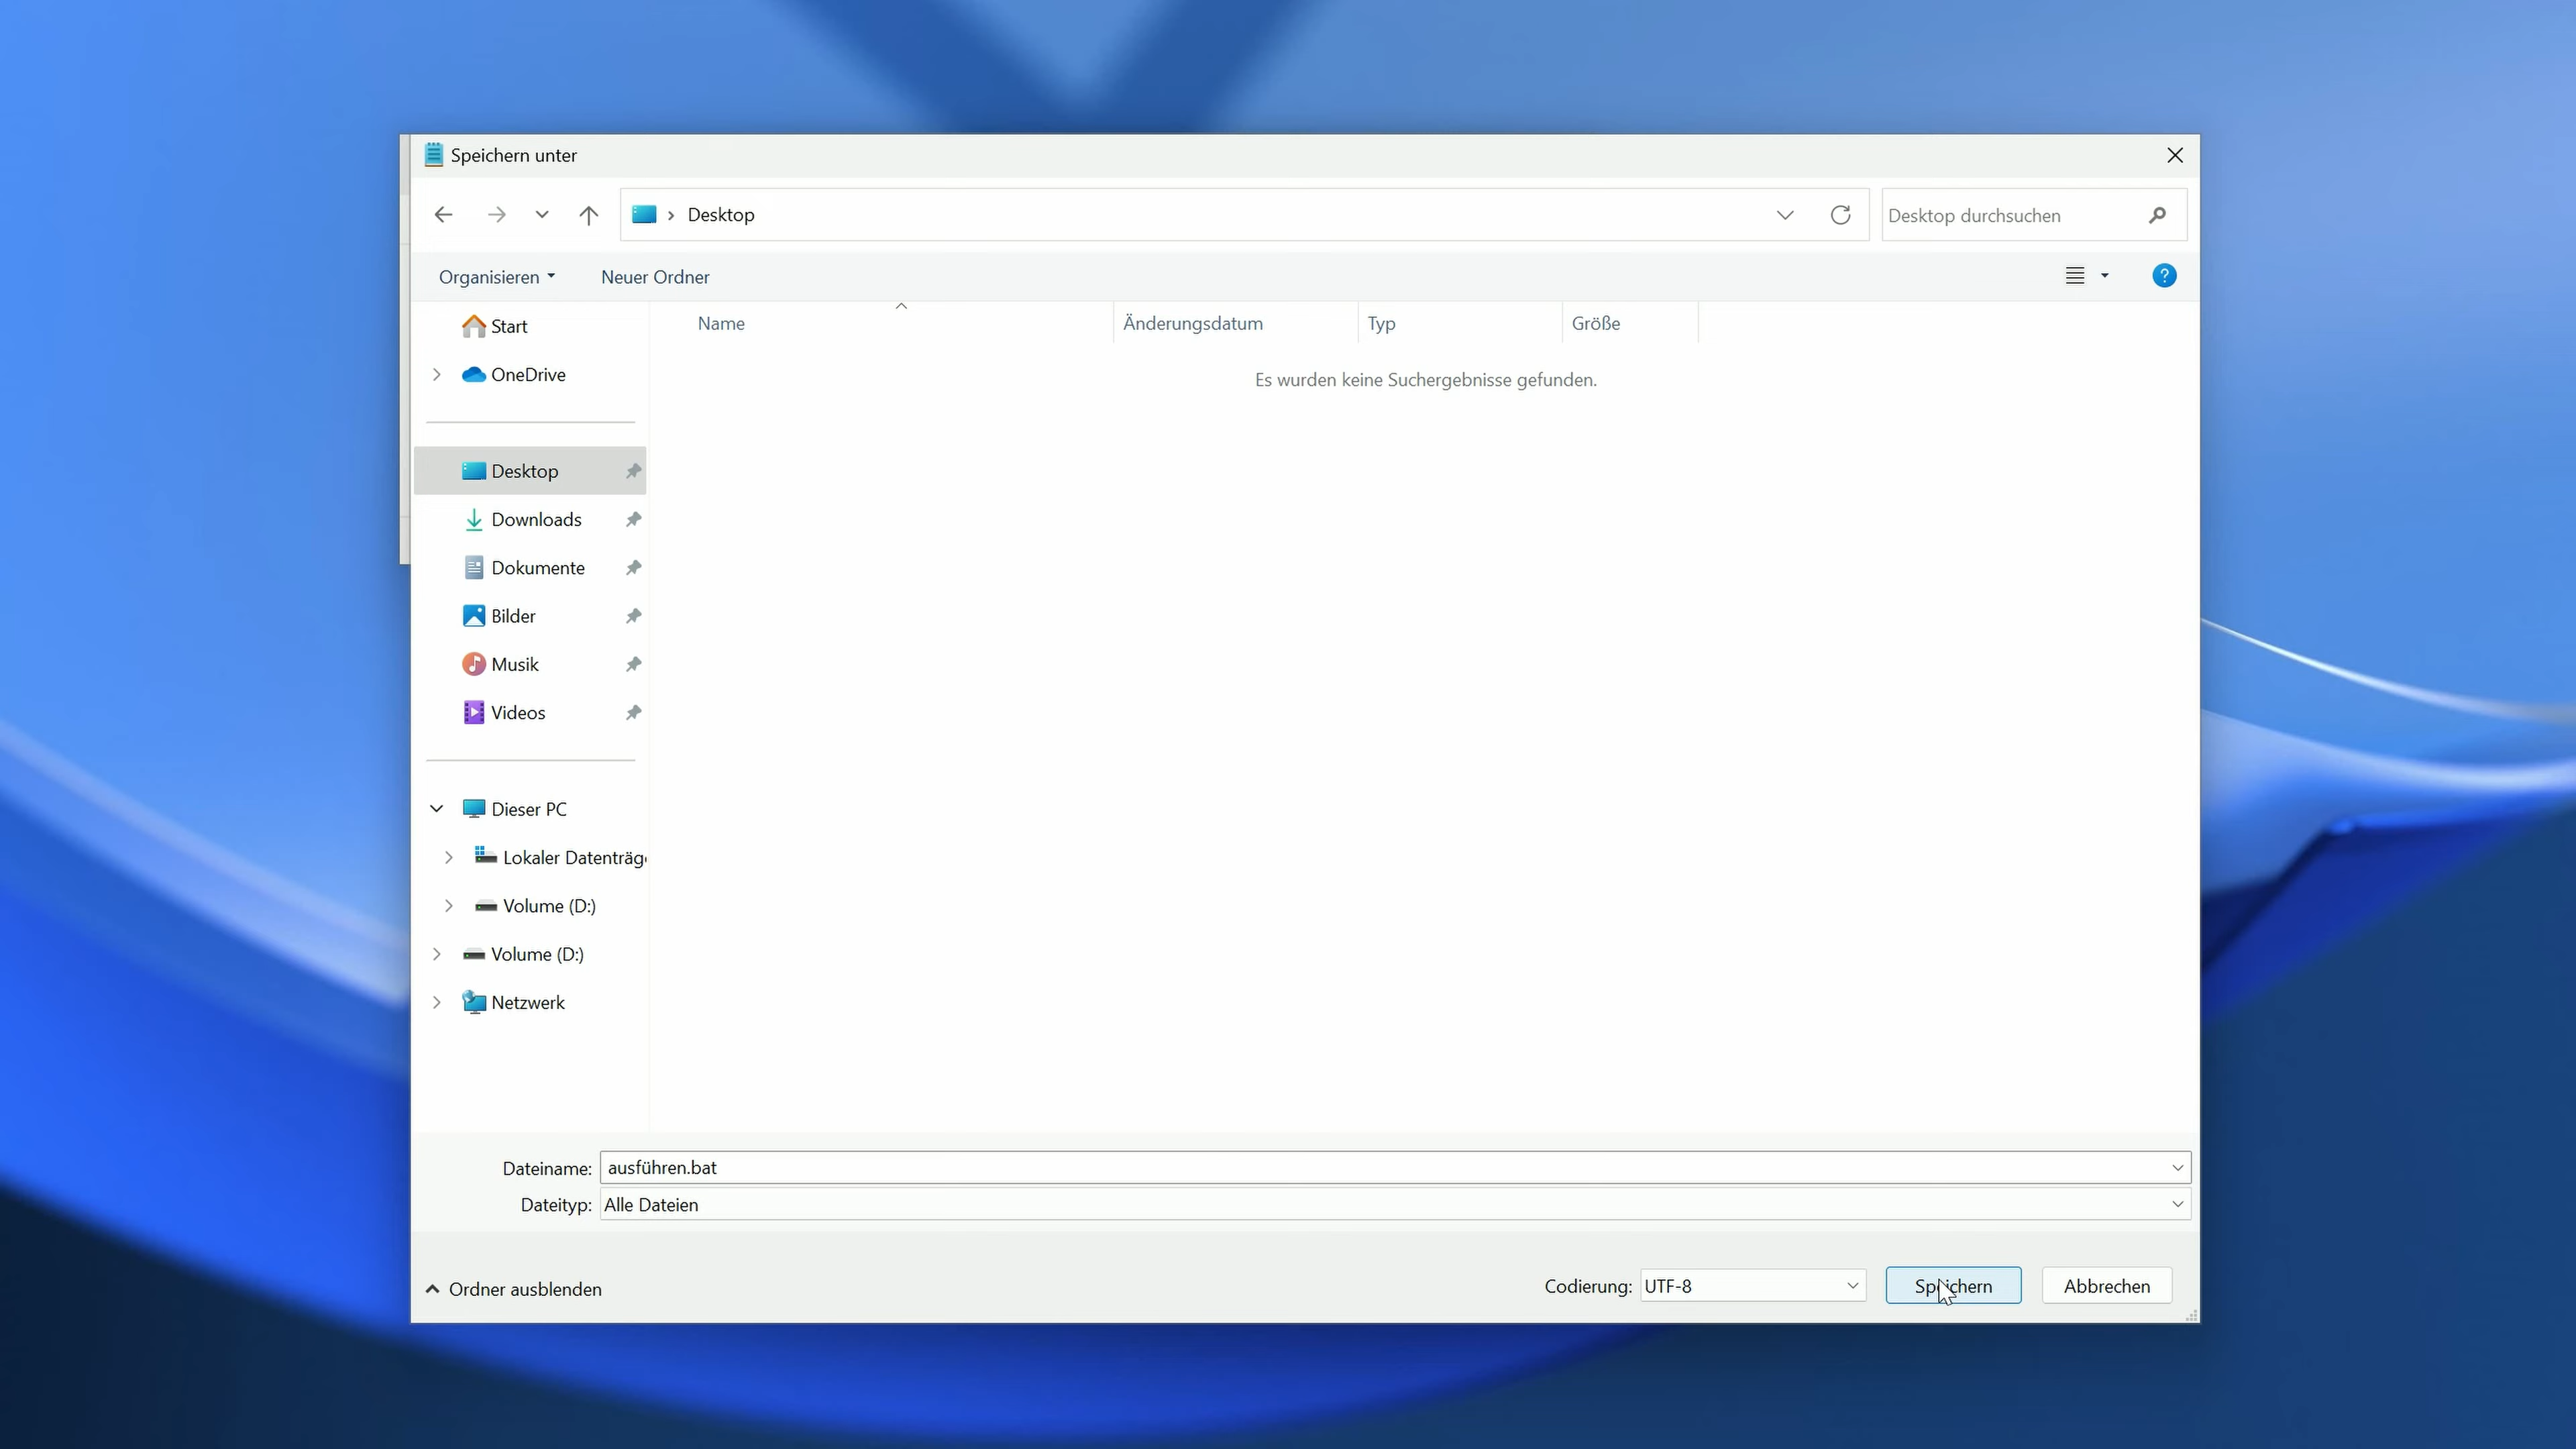 Speichern unter
Desktop
Desktop durchsuchen
Organisieren
Neuer Ordner
Name
Änderungsdatum
Typ
Größe
Es wurden keine Suchergebnisse gefunden.
Start
OneDrive
Desktop
Downloads
Dokumente
Bilder
Musik
Videos
Dieser PC
Lokaler Datenträge
Volume (D:)
Volume (D:)
Netzwerk
Dateiname: ausführen.bat
Dateityp: Alle Dateien
Ordner ausblenden
Codierung: UTF-8
Speichern
Abbrechen